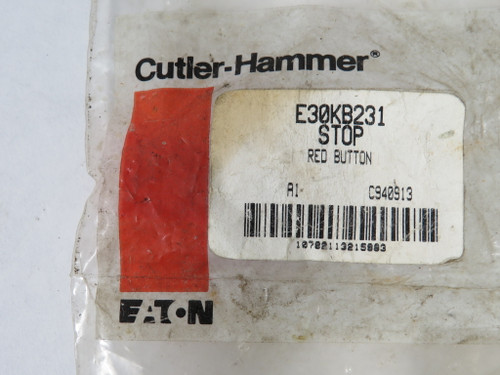 Cutler-Hammer®
E30KB231
STOP
RED BUTTON
A1 C940913
10782113215883
EATON